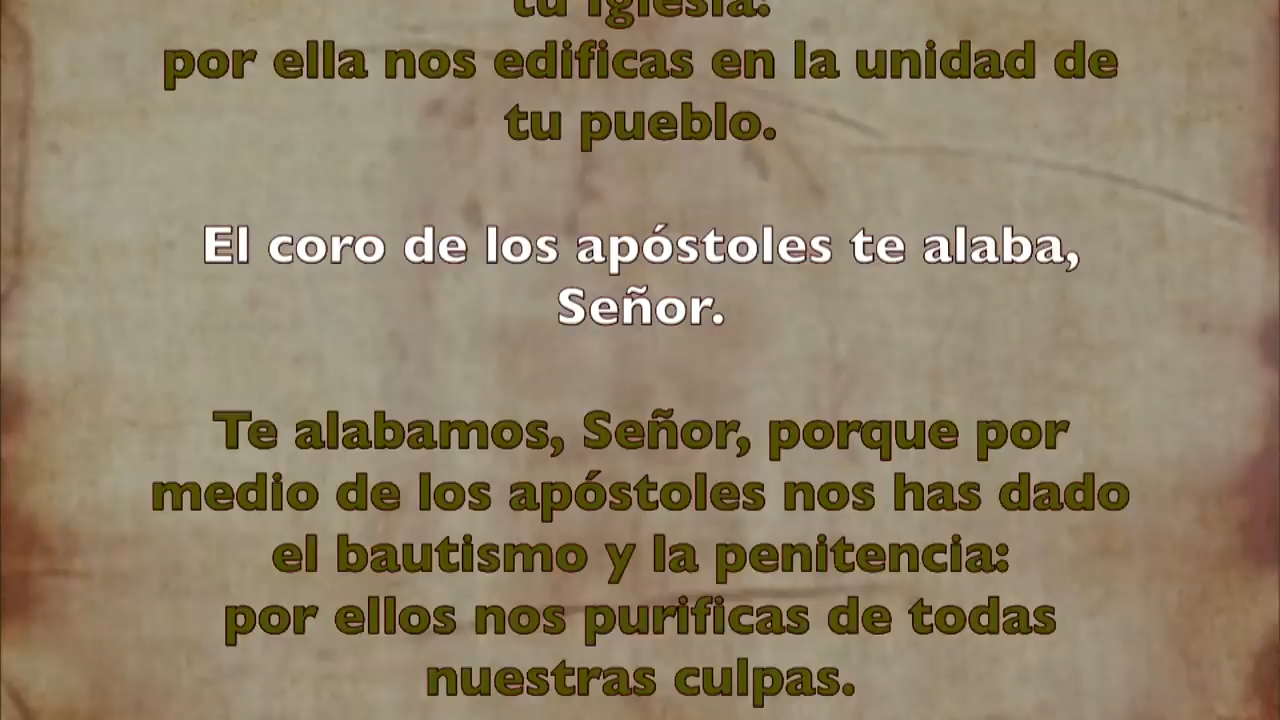 tu Iglesia:
por ella nos edificas en la unidad de
tu pueblo.
El coro de los apóstoles te alaba,
Señor.
Te alabamos, Señor, porque por
medio de los apóstoles nos has dado
el bautismo y la penitencia:
por ellos nos purificas de todas
nuestras culpas.